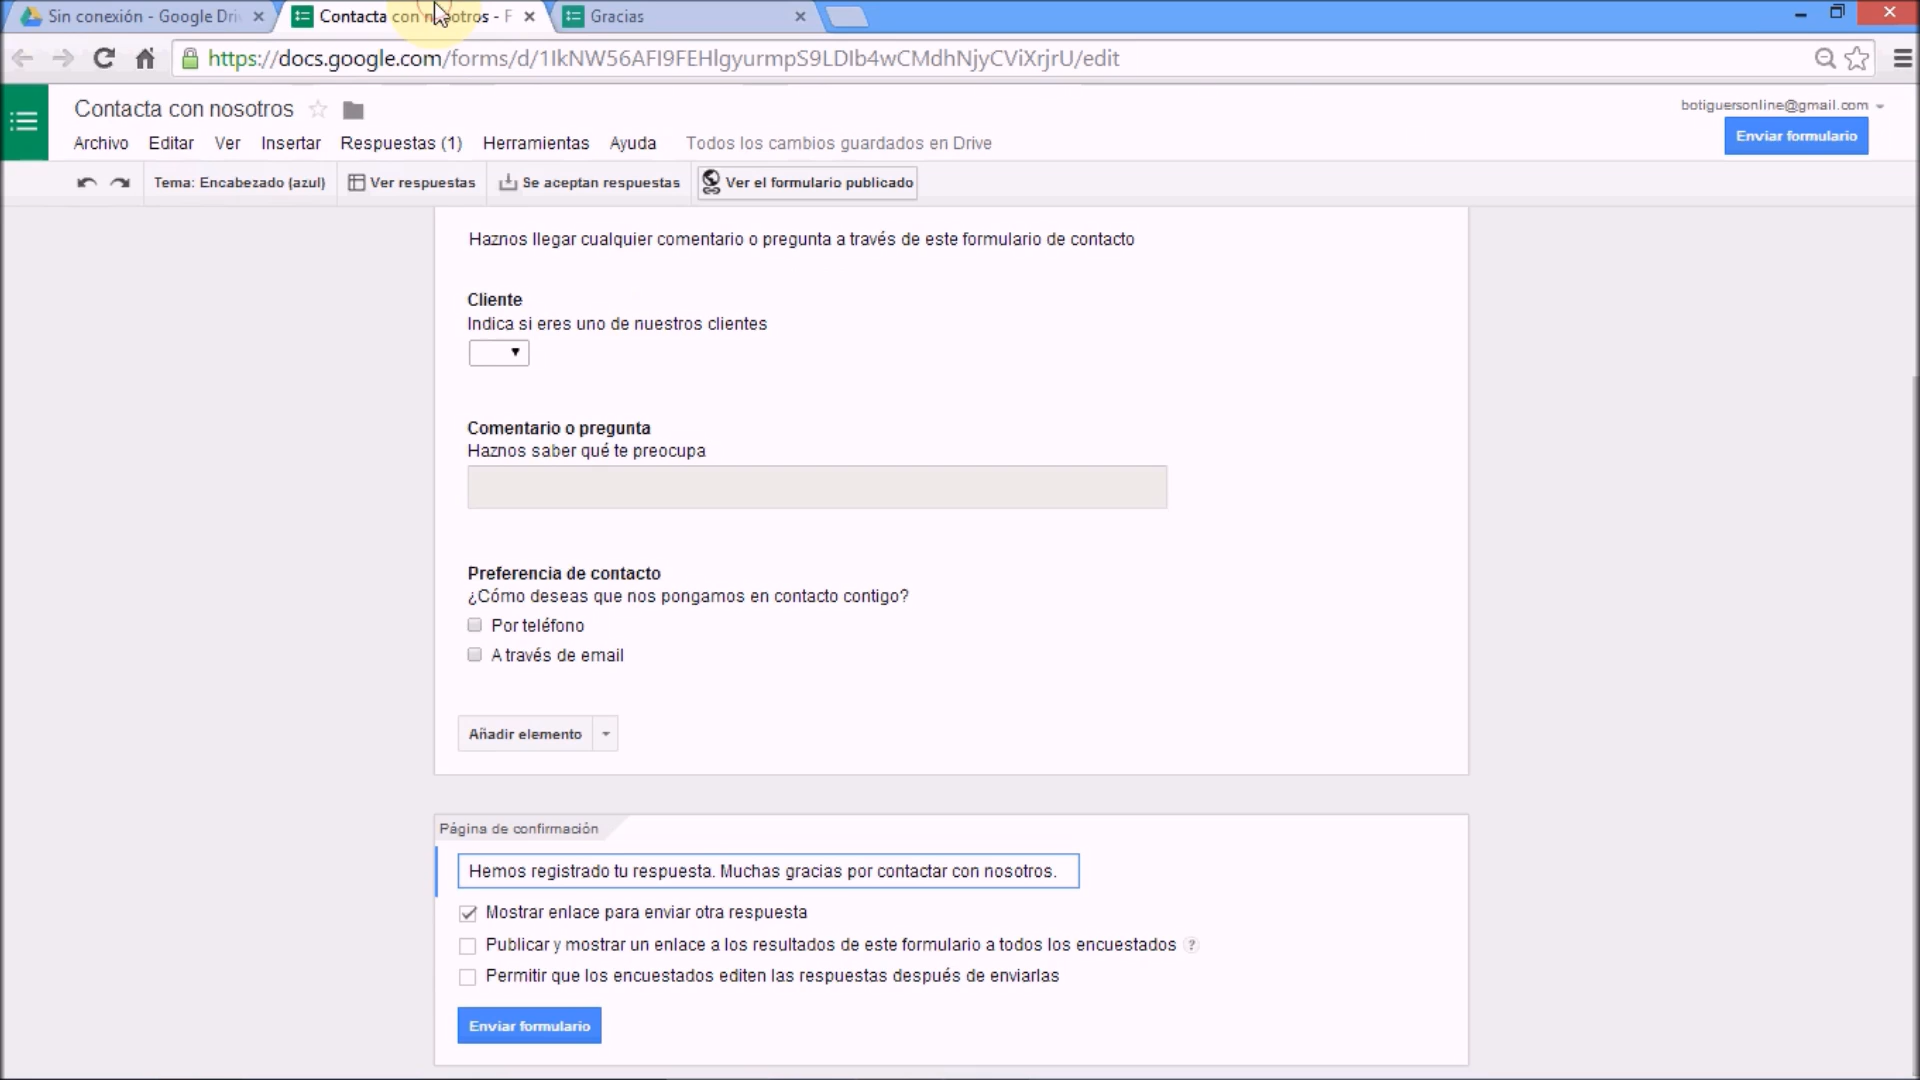 Sin conexión - Google Dri
Contacta con nosotros - F
Gracias
https://docs.google.com/forms/d/1IkNW56AFI9FEHlgyurmpS9LDIb4wCMdhNjyCViXrjrU/edit
Contacta con nosotros
botiguersonline@gmail.com
Archivo Editar Ver Insertar Respuestas (1) Herramientas Ayuda Todos los cambios guardados en Drive
Enviar formulario
Tema: Encabezado (azul) Ver respuestas Se aceptan respuestas Ver el formulario publicado
Haznos llegar cualquier comentario o pregunta a través de este formulario de contacto
Cliente
Indica si eres uno de nuestros clientes
Comentario o pregunta
Haznos saber qué te preocupa
Preferencia de contacto
¿Cómo deseas que nos pongamos en contacto contigo?
Por teléfono
A través de email
Añadir elemento
Página de confirmación
Hemos registrado tu respuesta. Muchas gracias por contactar con nosotros.
Mostrar enlace para enviar otra respuesta
Publicar y mostrar un enlace a los resultados de este formulario a todos los encuestados ?
Permitir que los encuestados editen las respuestas después de enviarlas
Enviar formulario